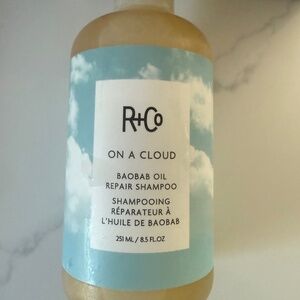 R+Co
ON A CLOUD
BAOBAB OIL
REPAIR SHAMPOO
SHAMPOOING
RÉPARATEUR À
L'HUILE DE BAOBAB
251 ML / 8.5 FL.OZ